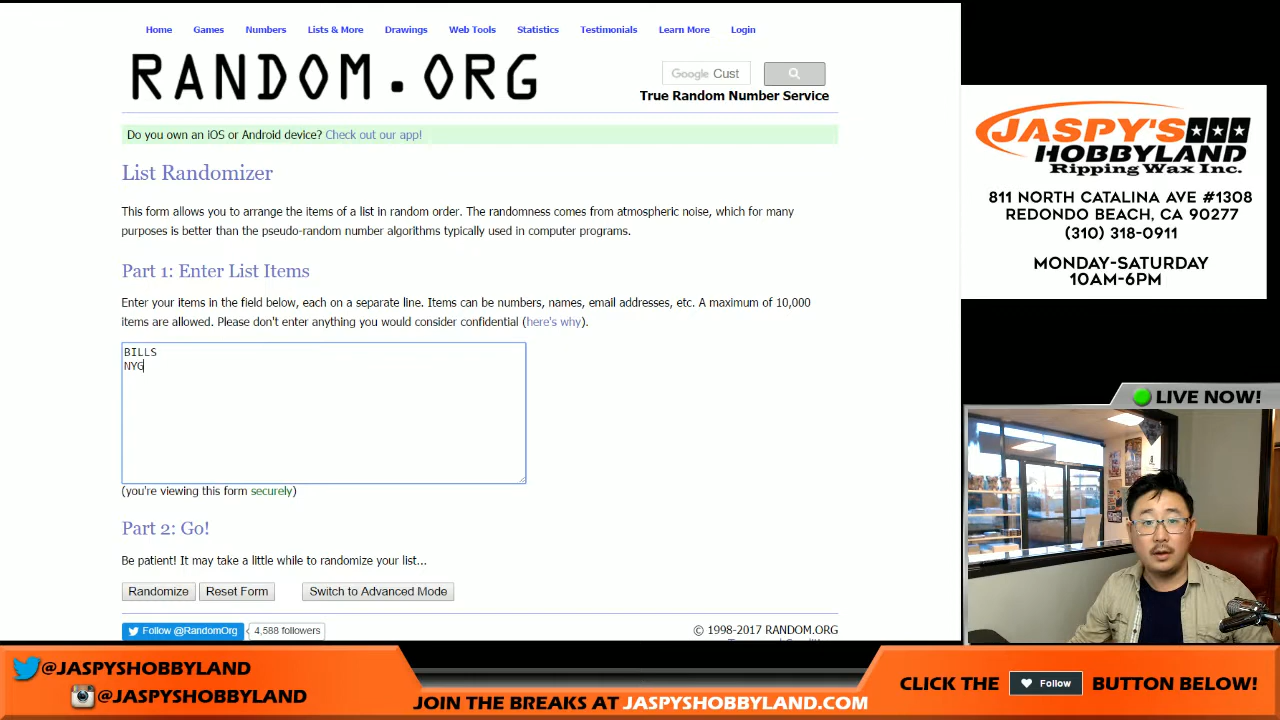 Home Games Numbers Lists & More Drawings Web Tools Statistics Testimonials Learn More Login
RANDOM.ORG
Google Cust
True Random Number Service
Do you own an iOS or Android device? Check out our app!
List Randomizer
This form allows you to arrange the items of a list in random order. The randomness comes from atmospheric noise, which for many
purposes is better than the pseudo-random number algorithms typically used in computer programs.
Part 1: Enter List Items
Enter your items in the field below, each on a separate line. Items can be numbers, names, email addresses, etc. A maximum of 10,000
items are allowed. Please don't enter anything you would consider confidential (here's why).
BILLS
NYG
(you're viewing this form securely)
Part 2: Go!
Be patient! It may take a little while to randomize your list...
Randomize Reset Form Switch to Advanced Mode
Follow @RandomOrg 4,588 followers
© 1998-2017 RANDOM.ORG
JASPY'S
HOBBYLAND
Ripping Wax Inc.
811 NORTH CATALINA AVE #1308
REDONDO BEACH, CA 90277
(310) 318-0911
MONDAY-SATURDAY
10AM-6PM
LIVE NOW!
@JASPYSHOBBYLAND
@JASPYSHOBBYLAND
JOIN THE BREAKS AT JASPYSHOBBYLAND.COM
CLICK THE Follow BUTTON BELOW!